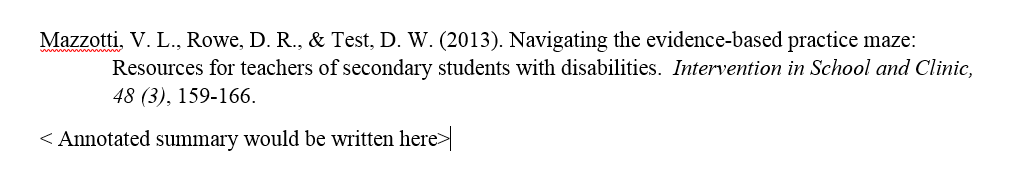 Mazzotti, V. L., Rowe, D. R., & Test, D. W. (2013). Navigating the evidence-based practice maze:
Resources for teachers of secondary students with disabilities.  Intervention in School and Clinic,
48 (3), 159-166.
< Annotated summary would be written here>